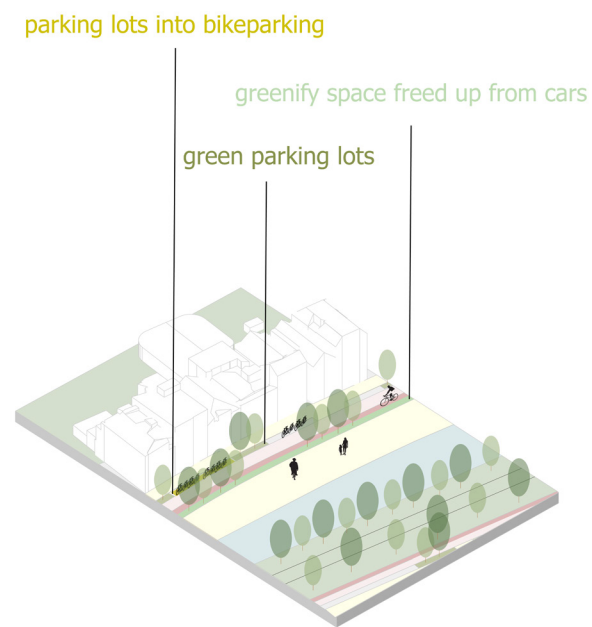 parking lots into bikeparking
greenify space freed up from cars
green parking lots